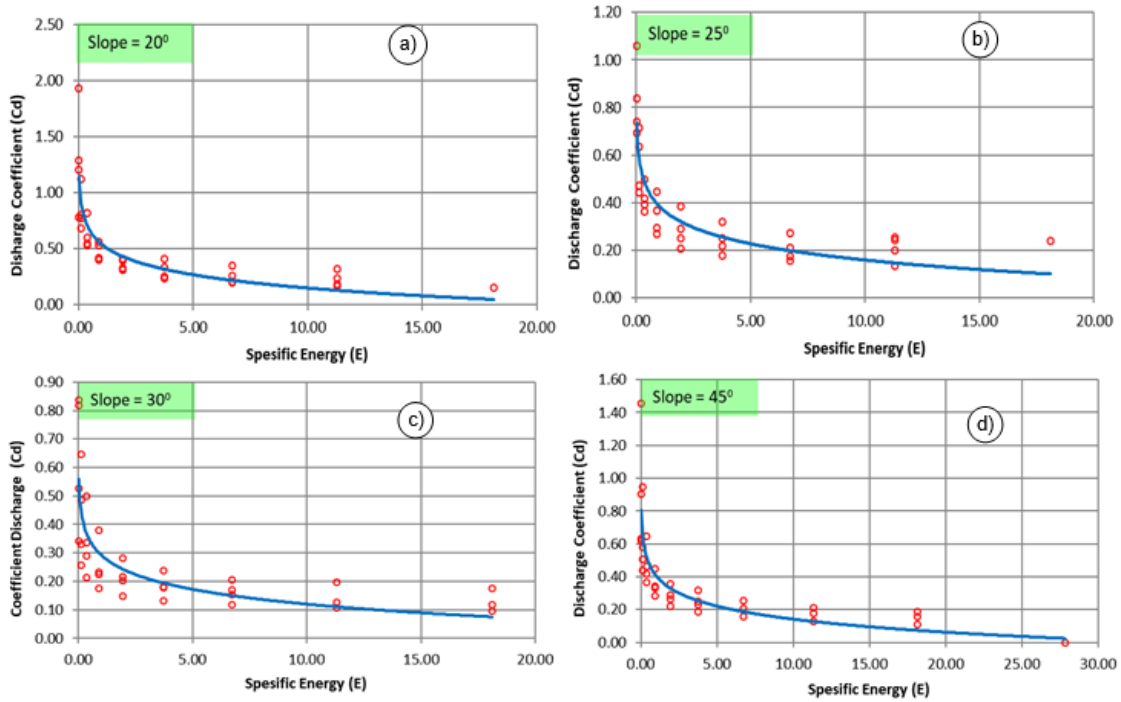 Slope = 20⁰
a)
2.50
2.00
1.50
1.00
0.50
0.00
Disharge Coefficient (Cd)
0.00 5.00 10.00 15.00 20.00
Spesific Energy (E)
Slope = 25⁰
b)
1.20
1.00
0.80
0.60
0.40
0.20
0.00
Discharge Coefficient (Cd)
0.00 5.00 10.00 15.00 20.00
Spesific Energy (E)
Slope = 30⁰
c)
0.90
0.80
0.70
0.60
0.50
0.40
0.30
0.20
0.10
0.00
Coefficient Discharge (Cd)
0.00 5.00 10.00 15.00 20.00
Spesific Energy (E)
Slope = 45⁰
d)
1.60
1.40
1.20
1.00
0.80
0.60
0.40
0.20
0.00
Discharge Coefficient (Cd)
0.00 5.00 10.00 15.00 20.00 25.00 30.00
Spesific Energy (E)